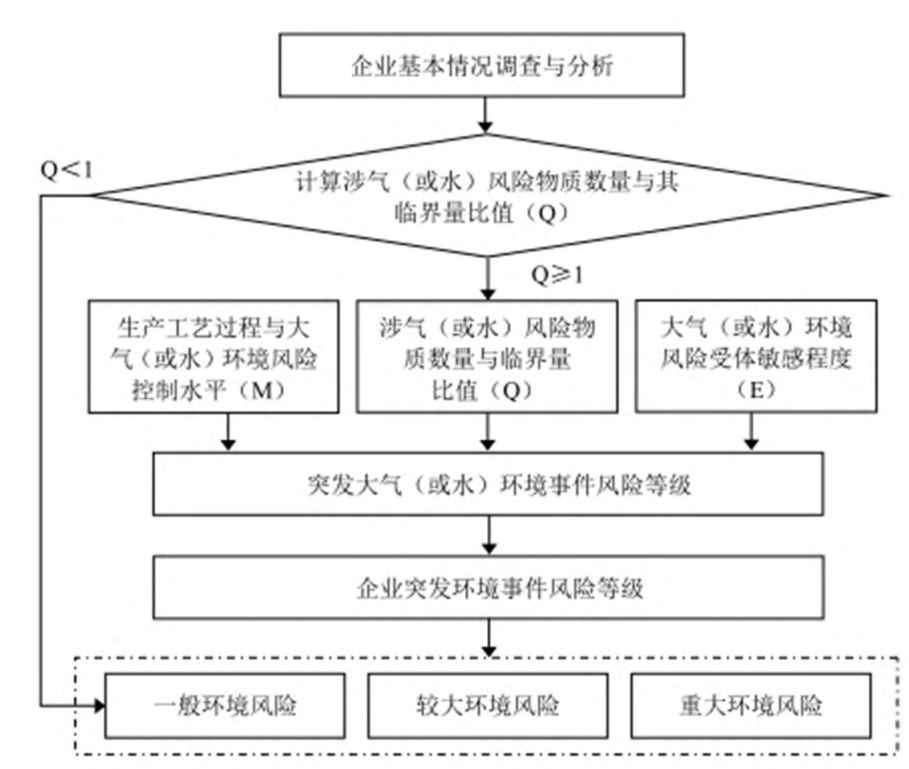 企业基本情况调查与分析
Q＜1
计算涉气（或水）风险物质数量与其
临界量比值（Q）
Q≥1
生产工艺过程与大
气（或水）环境风险
控制水平（M）
涉气（或水）风险物
质数量与临界量
比值（Q）
大气（或水）环境
风险受体敏感程度
（E）
突发大气（或水）环境事件风险等级
企业突发环境事件风险等级
一般环境风险
较大环境风险
重大环境风险